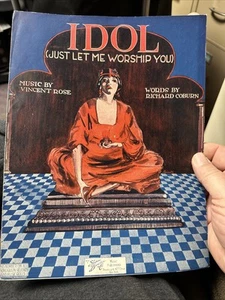 IDOL
(JUST LET ME WORSHIP YOU)
MUSIC BY
VINCENT ROSE
WORDS BY
RICHARD COBURN